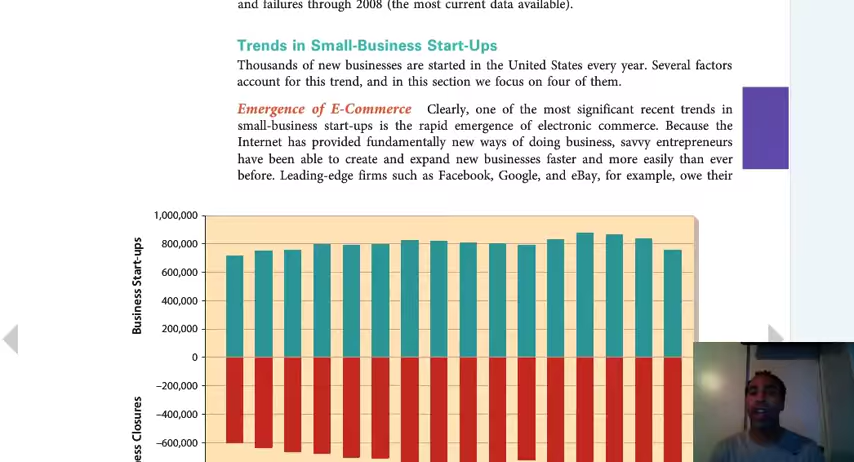 and failures through 2008 (the most current data available).
Trends in Small-Business Start-Ups
Thousands of new businesses are started in the United States every year. Several factors
account for this trend, and in this section we focus on four of them.
Emergence of E-Commerce Clearly, one of the most significant recent trends in
small-business start-ups is the rapid emergence of electronic commerce. Because the
Internet has provided fundamentally new ways of doing business, savvy entrepreneurs
have been able to create and expand new businesses faster and more easily than ever
before. Leading-edge firms such as Facebook, Google, and eBay, for example, owe their
Business Start-ups
1,000,000
800,000
600,000
400,000
200,000
0
–200,000
–400,000
–600,000